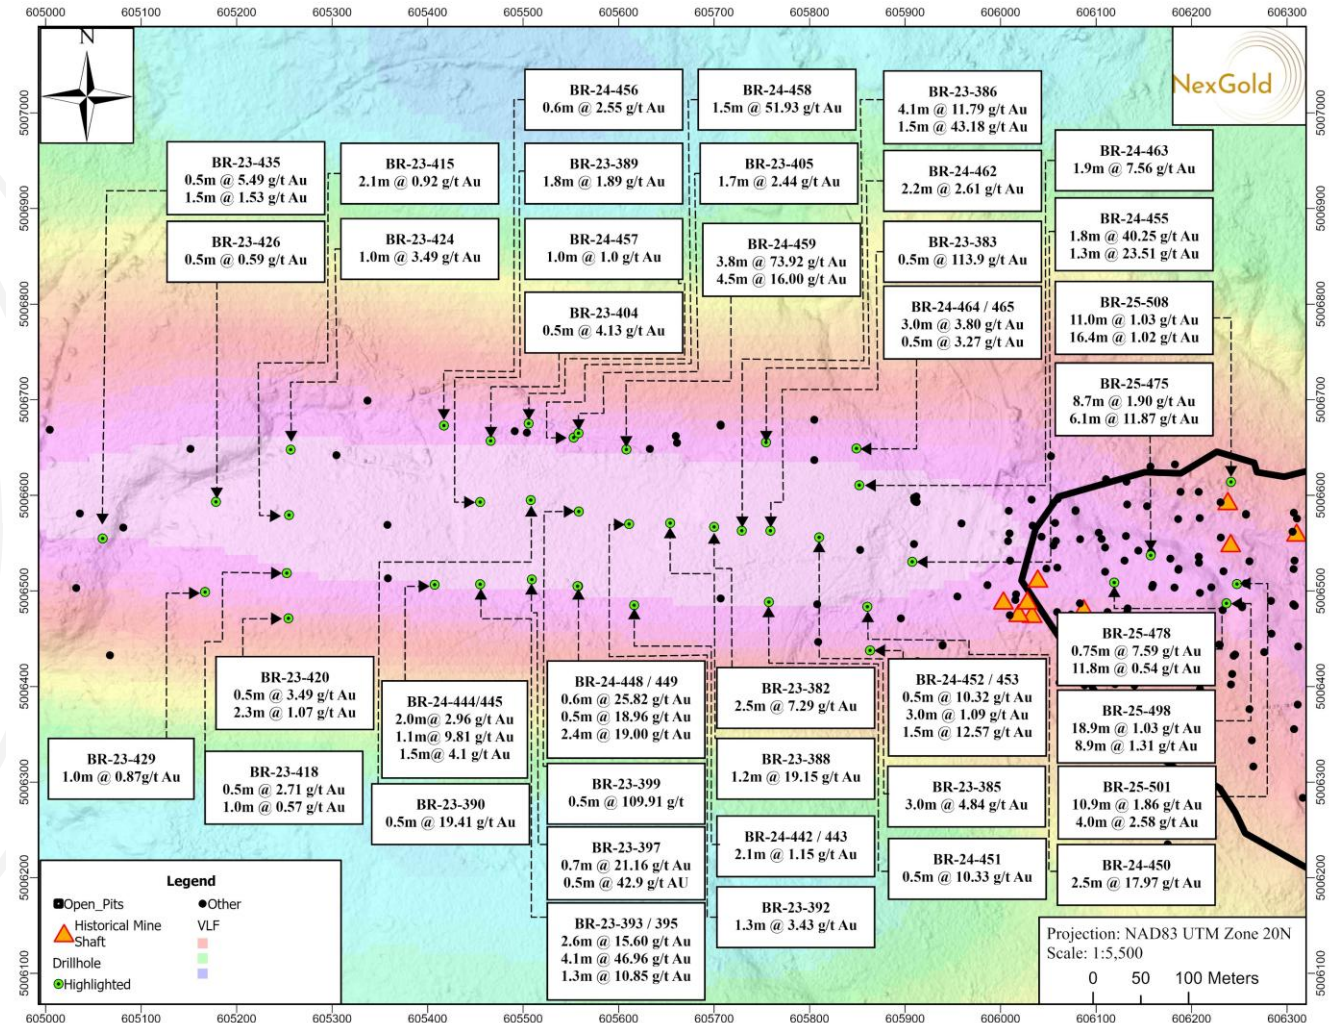 605000 605100 605200 605300 605400 605500 605600 605700 605800 605900 606000 606100 606200 606300
N
NexGold
5007000
5006900
5006800
5006700
5006600
5006500
5006400
5006300
5006200
5006100
5007000
5006900
5006800
5006700
5006600
5006500
5006400
5006300
5006200
5006100
BR-24-456
0.6m @ 2.55 g/t Au
BR-24-458
1.5m @ 51.93 g/t Au
BR-23-386
4.1m @ 11.79 g/t Au
1.5m @ 43.18 g/t Au
BR-23-435
0.5m @ 5.49 g/t Au
1.5m @ 1.53 g/t Au
BR-23-415
2.1m @ 0.92 g/t Au
BR-23-389
1.8m @ 1.89 g/t Au
BR-23-405
1.7m @ 2.44 g/t Au
BR-24-462
2.2m @ 2.61 g/t Au
BR-24-463
1.9m @ 7.56 g/t Au
BR-23-426
0.5m @ 0.59 g/t Au
BR-23-424
1.0m @ 3.49 g/t Au
BR-24-457
1.0m @ 1.0 g/t Au
BR-24-459
3.8m @ 73.92 g/t Au
4.5m @ 16.00 g/t Au
BR-23-383
0.5m @ 113.9 g/t Au
BR-24-455
1.8m @ 40.25 g/t Au
1.3m @ 23.51 g/t Au
BR-23-404
0.5m @ 4.13 g/t Au
BR-24-464 / 465
3.0m @ 3.80 g/t Au
0.5m @ 3.27 g/t Au
BR-25-508
11.0m @ 1.03 g/t Au
16.4m @ 1.02 g/t Au
BR-25-475
8.7m @ 1.90 g/t Au
6.1m @ 11.87 g/t Au
BR-23-420
0.5m @ 3.49 g/t Au
2.3m @ 1.07 g/t Au
BR-24-444/445
2.0m@ 2.96 g/t Au
1.1m@ 9.81 g/t Au
1.5m@ 4.1 g/t Au
BR-24-448 / 449
0.6m @ 25.82 g/t Au
0.5m @ 18.96 g/t Au
2.4m @ 19.00 g/t Au
BR-23-382
2.5m @ 7.29 g/t Au
BR-24-452 / 453
0.5m @ 10.32 g/t Au
3.0m @ 1.09 g/t Au
1.5m @ 12.57 g/t Au
BR-25-478
0.75m @ 7.59 g/t Au
11.8m @ 0.54 g/t Au
BR-25-498
18.9m @ 1.03 g/t Au
8.9m @ 1.31 g/t Au
BR-23-429
1.0m @ 0.87g/t Au
BR-23-418
0.5m @ 2.71 g/t Au
1.0m @ 0.57 g/t Au
BR-23-390
0.5m @ 19.41 g/t Au
BR-23-399
0.5m @ 109.91 g/t
BR-23-388
1.2m @ 19.15 g/t Au
BR-23-385
3.0m @ 4.84 g/t Au
BR-25-501
10.9m @ 1.86 g/t Au
4.0m @ 2.58 g/t Au
BR-23-397
0.7m @ 21.16 g/t Au
0.5m @ 42.9 g/t AU
BR-24-442 / 443
2.1m @ 1.15 g/t Au
BR-24-451
0.5m @ 10.33 g/t Au
BR-24-450
2.5m @ 17.97 g/t Au
BR-23-393 / 395
2.6m @ 15.60 g/t Au
4.1m @ 46.96 g/t Au
1.3m @ 10.85 g/t Au
BR-23-392
1.3m @ 3.43 g/t Au
Legend
Open_Pits
Historical Mine
Shaft
Drillhole
Highlighted
Other
VLF
Projection: NAD83 UTM Zone 20N
Scale: 1:5,500
0 50 100 Meters
605000 605100 605200 605300 605400 605500 605600 605700 605800 605900 606000 606100 606200 606300